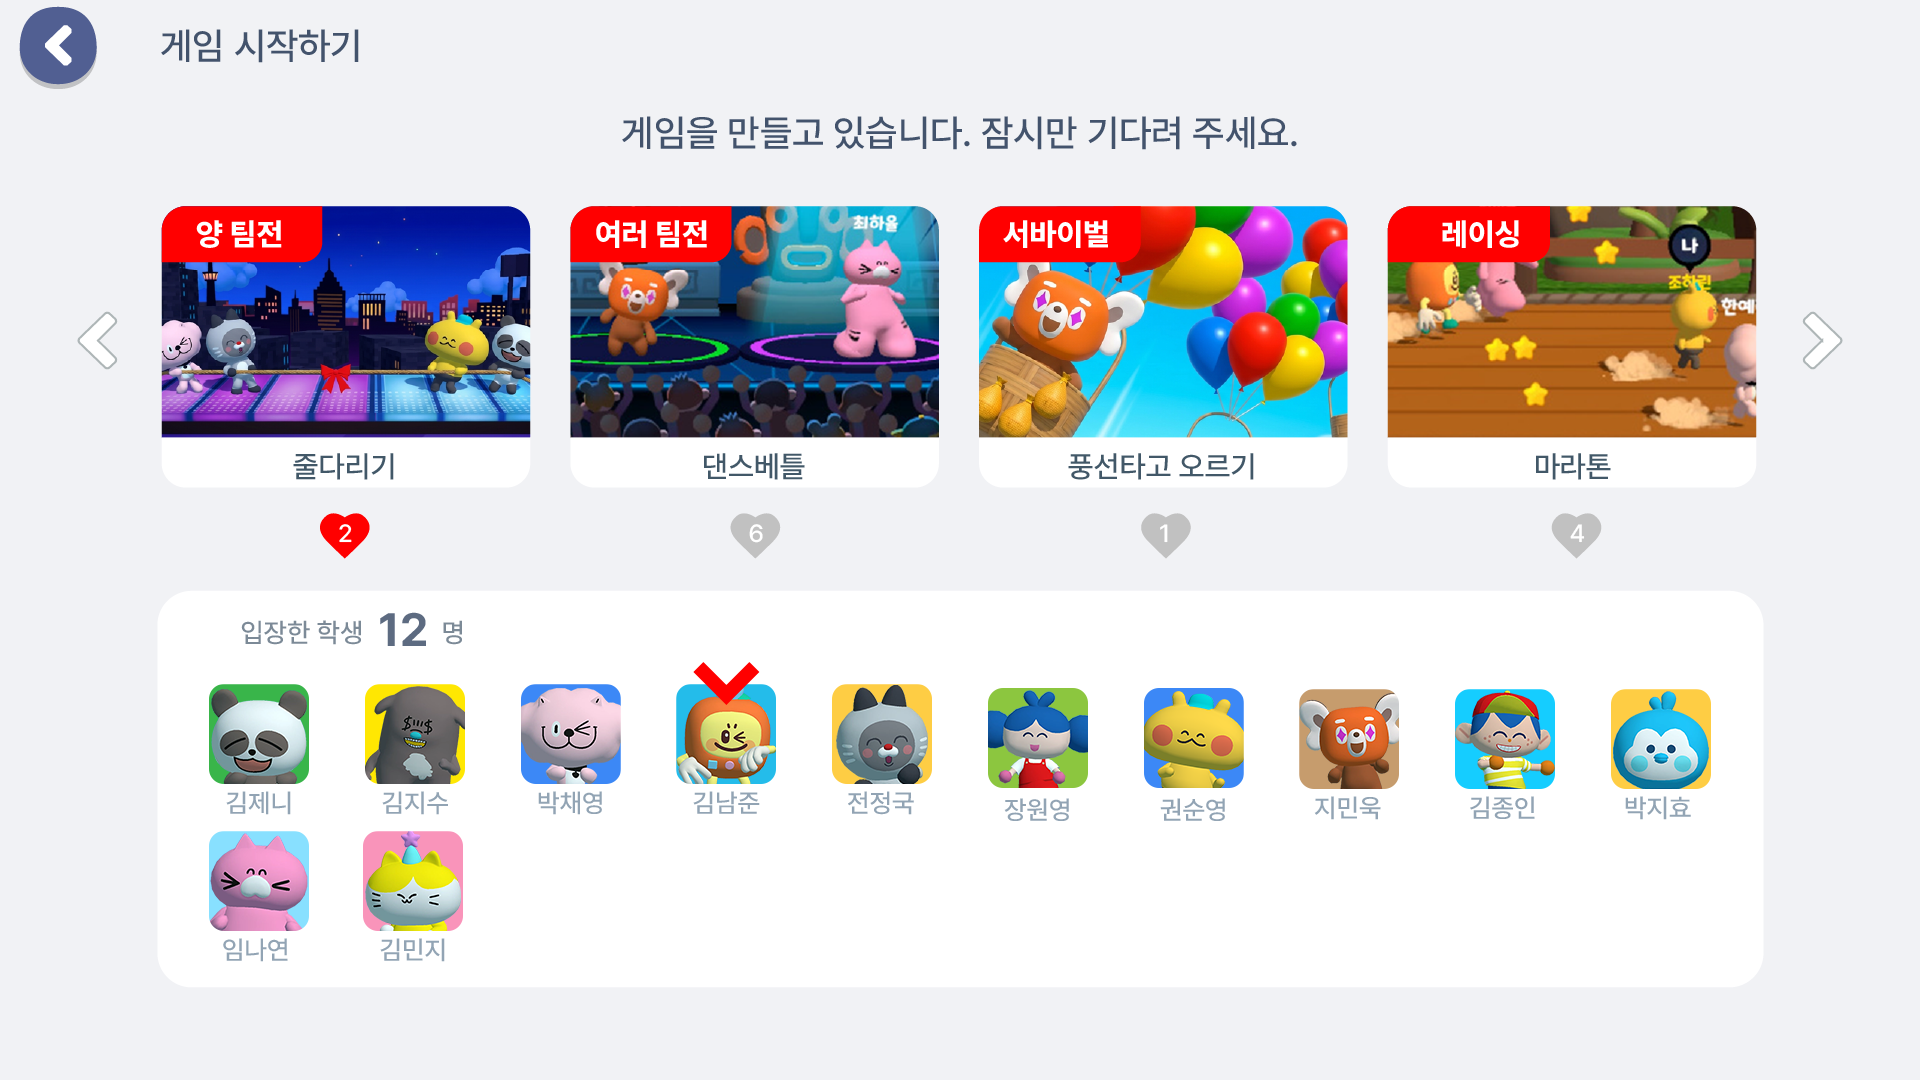 게임 시작하기
게임을 만들고 있습니다. 잠시만 기다려 주세요.
양 팀전
여러 팀전
서바이벌
레이싱
최하율
나
조하린
한예
줄다리기
댄스베틀
풍선타고 오르기
마라톤
2
6
1
4
입장한 학생 12 명
김제니
김지수
박채영
김남준
전정국
장원영
권순영
지민욱
김종인
박지효
임나연
김민지